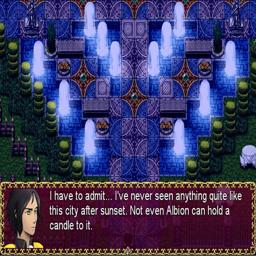 I have to admit... I've never seen anything quite like
this city after sunset. Not even Albion can hold a
candle to it.